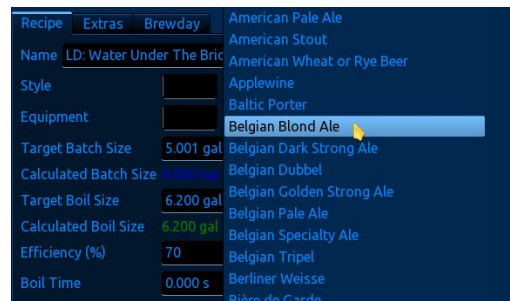 Recipe Extras Brewday
Name LD: Water Under The Bric
Style
Equipment
Target Batch Size 5.001 gal
Calculated Batch Size 0.000 tsp
Target Boil Size 6.200 gal
Calculated Boil Size 6.200 gal
Efficiency (%) 70
Boil Time 0.000 s
American Pale Ale
American Stout
American Wheat or Rye Beer
Applewine
Baltic Porter
Belgian Blond Ale
Belgian Dark Strong Ale
Belgian Dubbel
Belgian Golden Strong Ale
Belgian Pale Ale
Belgian Specialty Ale
Belgian Tripel
Berliner Weisse
Bière de Garde